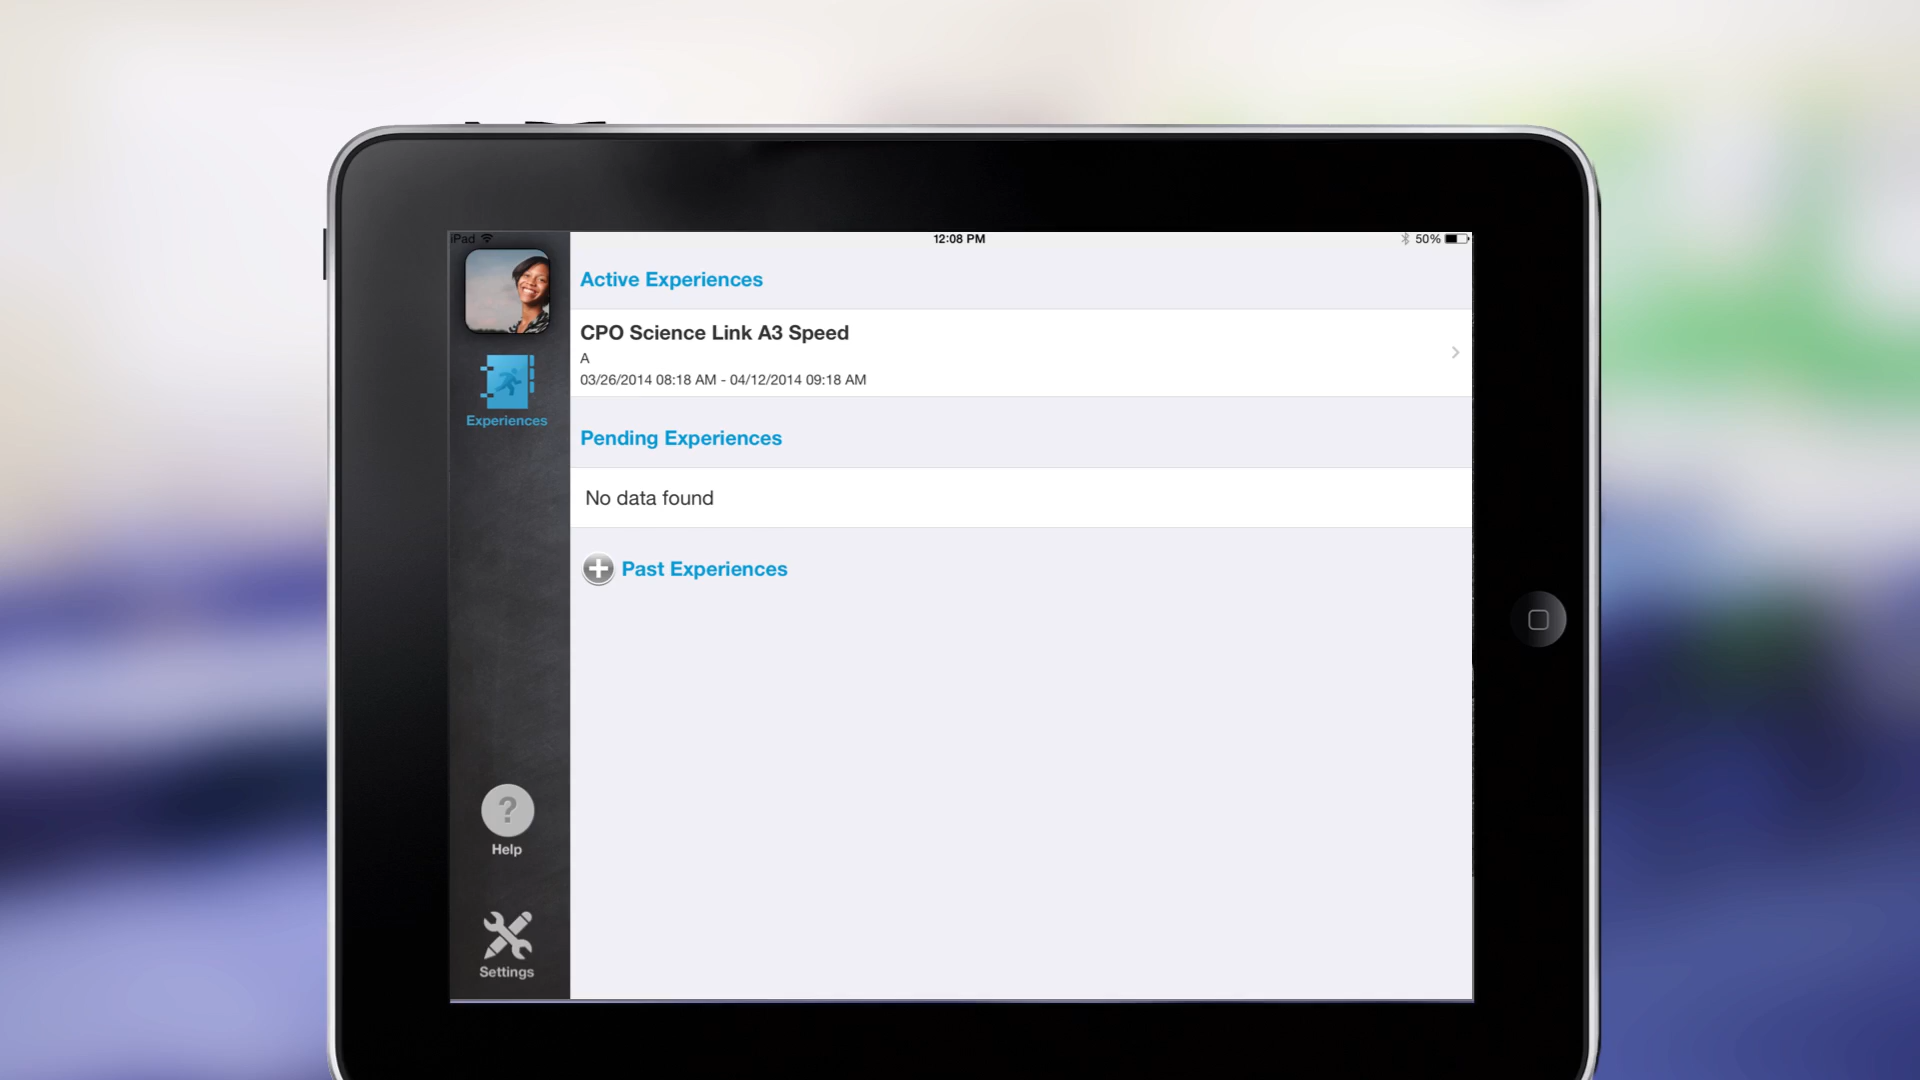 iPad 12:08 PM 50%
Active Experiences
CPO Science Link A3 Speed
A
03/26/2014 08:18 AM - 04/12/2014 09:18 AM
Experiences
Pending Experiences
No data found
Past Experiences
?
Help
Settings